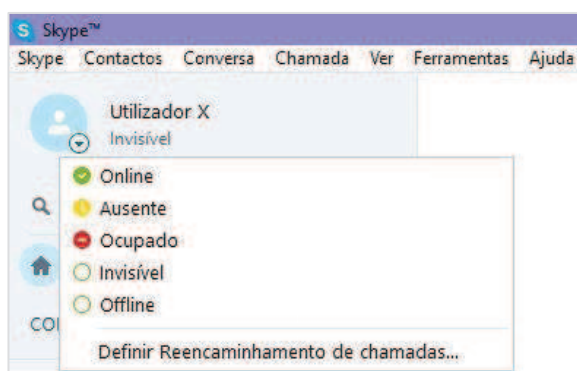 S Skype™
Skype Contactos Conversa Chamada Ver Ferramentas Ajuda
Utilizador X
Invisível
Online
Ausente
Ocupado
Invisível
Offline
Definir Reencaminhamento de chamadas...